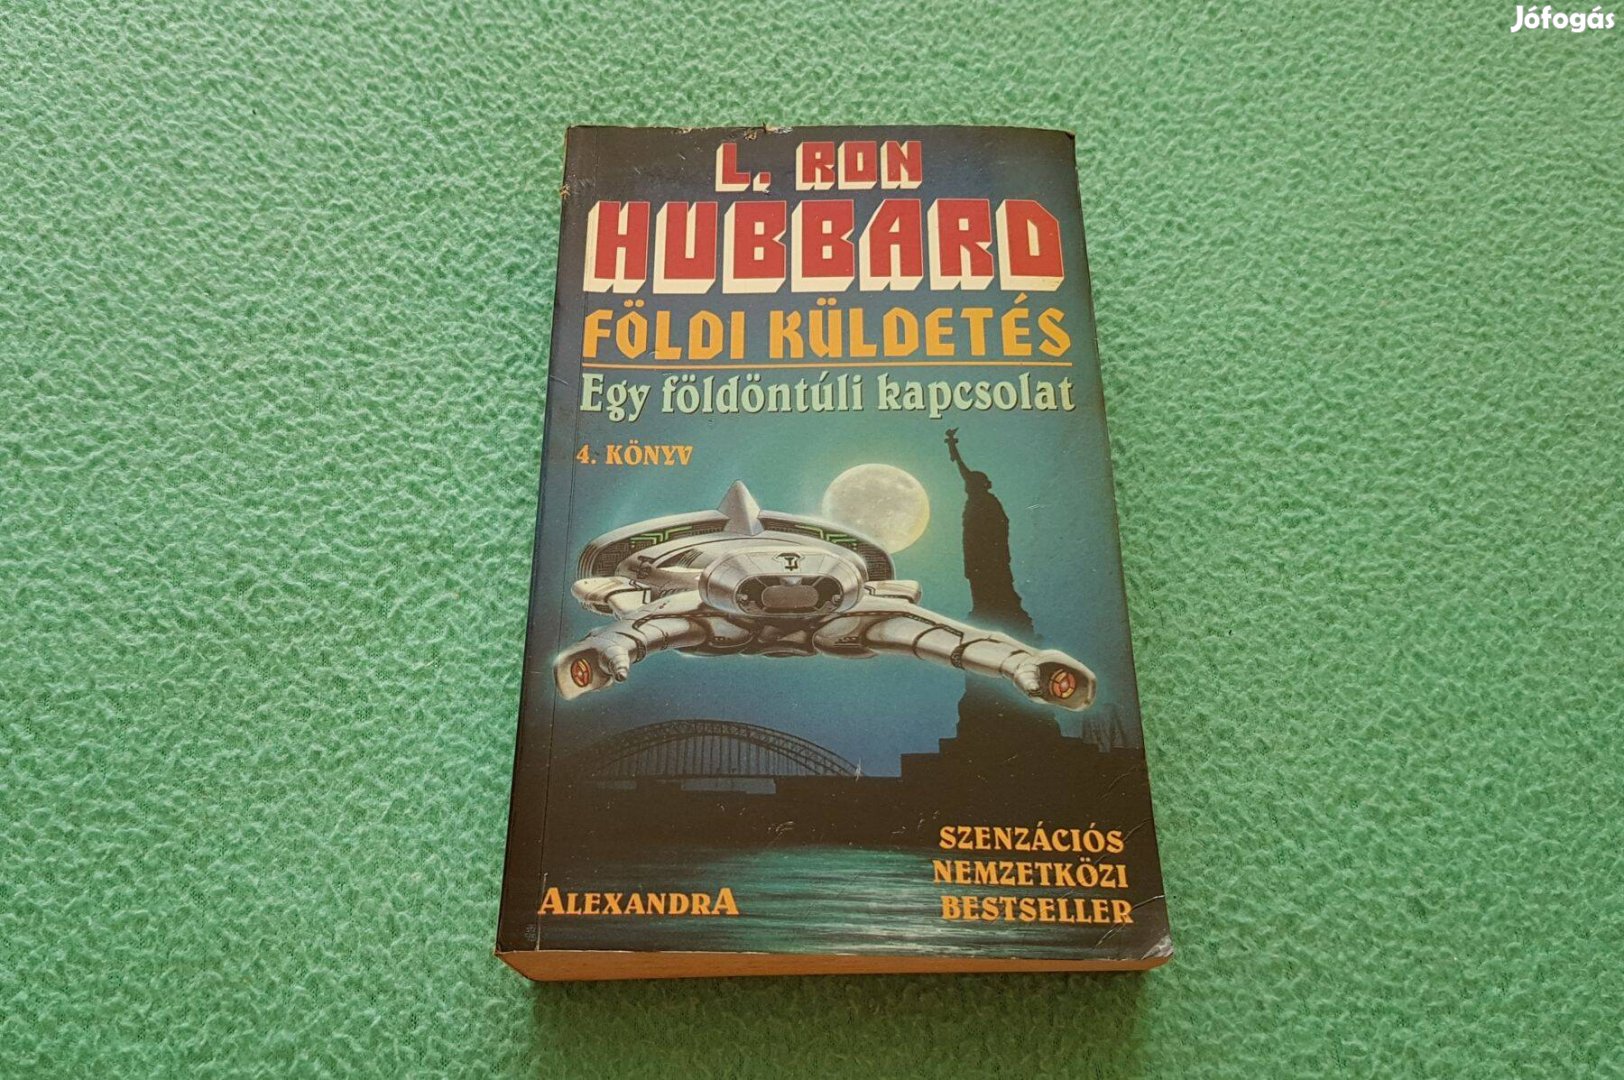 Jófogás
L. RON
HUBBARD
FÖLDI KÜLDETÉS
Egy földöntúli kapcsolat
4. KÖNYV
SZENZÁCIÓS
NEMZETKÖZI
BESTSELLER
ALEXANDRA